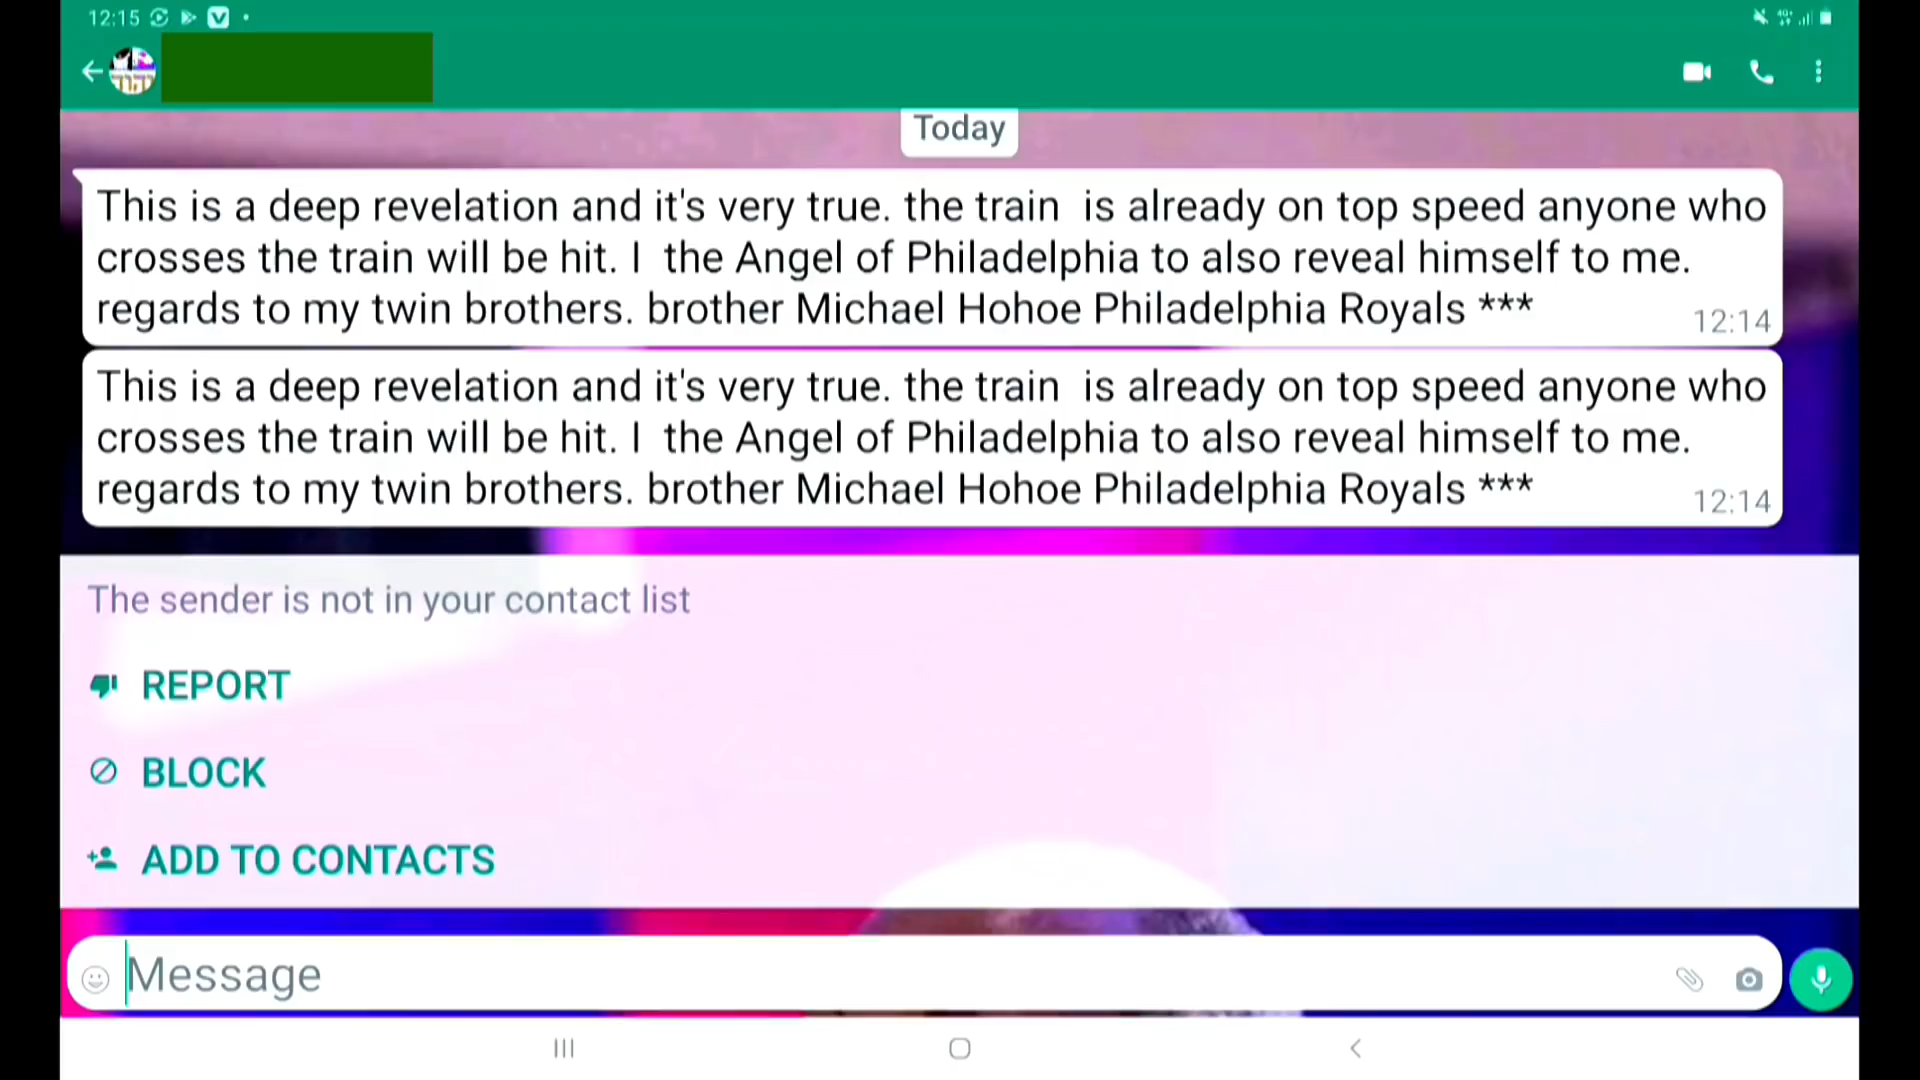 12:15
Today
This is a deep revelation and it's very true. the train  is already on top speed anyone who
crosses the train will be hit. I  the Angel of Philadelphia to also reveal himself to me.
regards to my twin brothers. brother Michael Hohoe Philadelphia Royals ***
12:14
This is a deep revelation and it's very true. the train  is already on top speed anyone who
crosses the train will be hit. I  the Angel of Philadelphia to also reveal himself to me.
regards to my twin brothers. brother Michael Hohoe Philadelphia Royals ***
12:14
The sender is not in your contact list
REPORT
BLOCK
ADD TO CONTACTS
Message